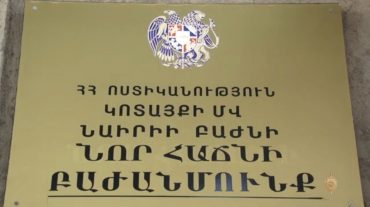 ՀՀ ՈՍՏԻԿԱՆՈՒԹՅՈՒՆ
ԿՈՏԱՅՔԻ ՄՎ
ՆԱԻՐԻԻ ԲԱԺՆԻ
ՆՈՐ ՀԱՃՆԻ
ԲԱԺԱՆՄՈՒՆՔ